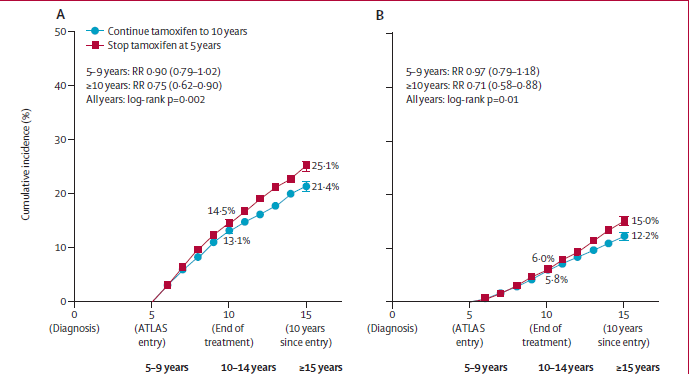 A
B
Continue tamoxifen to 10 years
Stop tamoxifen at 5 years
5–9 years: RR 0·90 (0·79–1·02)
≥10 years: RR 0·75 (0·62–0·90)
All years: log-rank p=0·002
5–9 years: RR 0·97 (0·79–1·18)
≥10 years: RR 0·71 (0·58–0·88)
All years: log-rank p=0·01
Cumulative incidence (%)
50
40
30
20
10
0
25·1%
21·4%
14·5%
13·1%
15·0%
12·2%
6·0%
5·8%
0 5 10 15
(Diagnosis) (ATLAS entry) (End of treatment) (10 years since entry)
5–9 years 10–14 years ≥15 years
0 5 10 15
(Diagnosis) (ATLAS entry) (End of treatment) (10 years since entry)
5–9 years 10–14 years ≥15 years